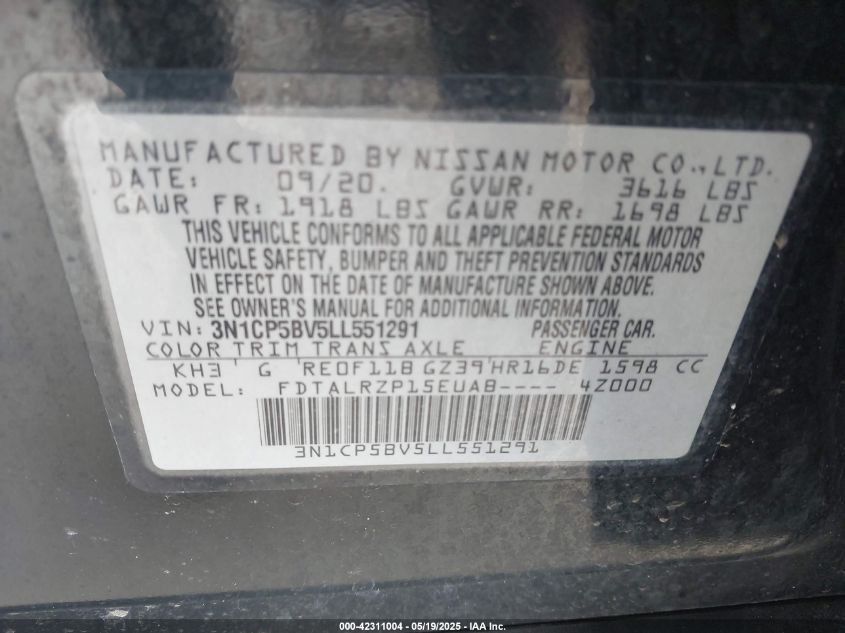 MANUFACTURED BY NISSAN MOTOR CO.,LTD.
DATE: 09/20. GVWR: 3616 LBS
GAWR FR: 1918 LBS GAWR RR: 1698 LBS
THIS VEHICLE CONFORMS TO ALL APPLICABLE FEDERAL MOTOR
VEHICLE SAFETY, BUMPER AND THEFT PREVENTION STANDARDS
IN EFFECT ON THE DATE OF MANUFACTURE SHOWN ABOVE.
SEE OWNER'S MANUAL FOR ADDITIONAL INFORMATION.
VIN: 3N1CP5BV5LL551291 PASSENGER CAR.
COLOR TRIM TRANS AXLE ENGINE
KH3 G RE0F11B GZ39 HR16DE 1598 CC
MODEL: FDTALRZP15EUAB---- 4Z000
3N1CP5BV5LL551291
000-42311004 | 05/19/2025 - IAA Inc.